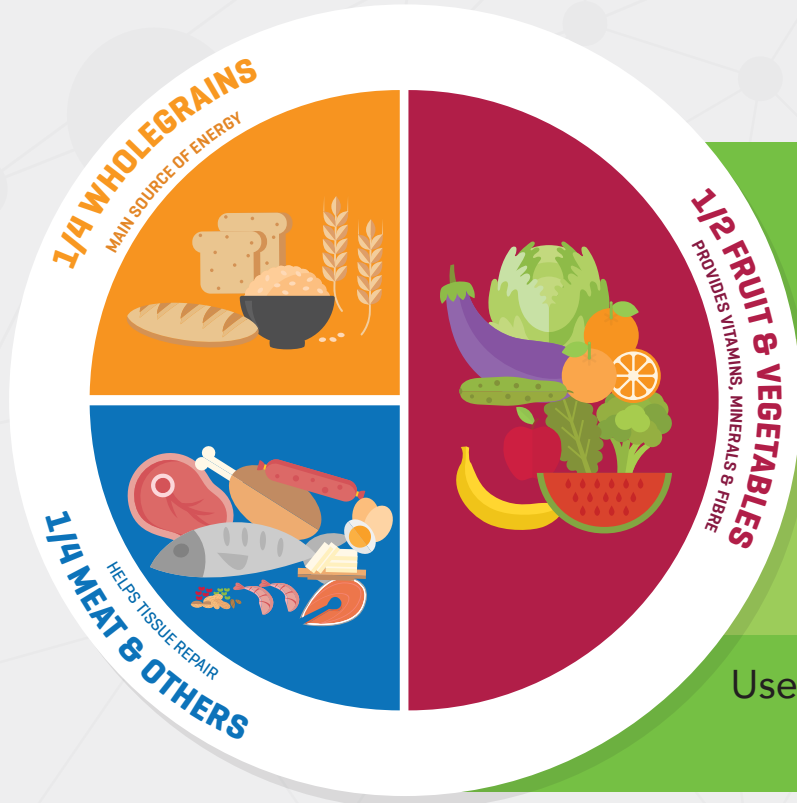 1/4 WHOLEGRAINS
MAIN SOURCE OF ENERGY
1/2 FRUIT & VEGETABLES
PROVIDES VITAMINS, MINERALS & FIBRE
HELPS TISSUE REPAIR
1/4 MEAT & OTHERS
Use